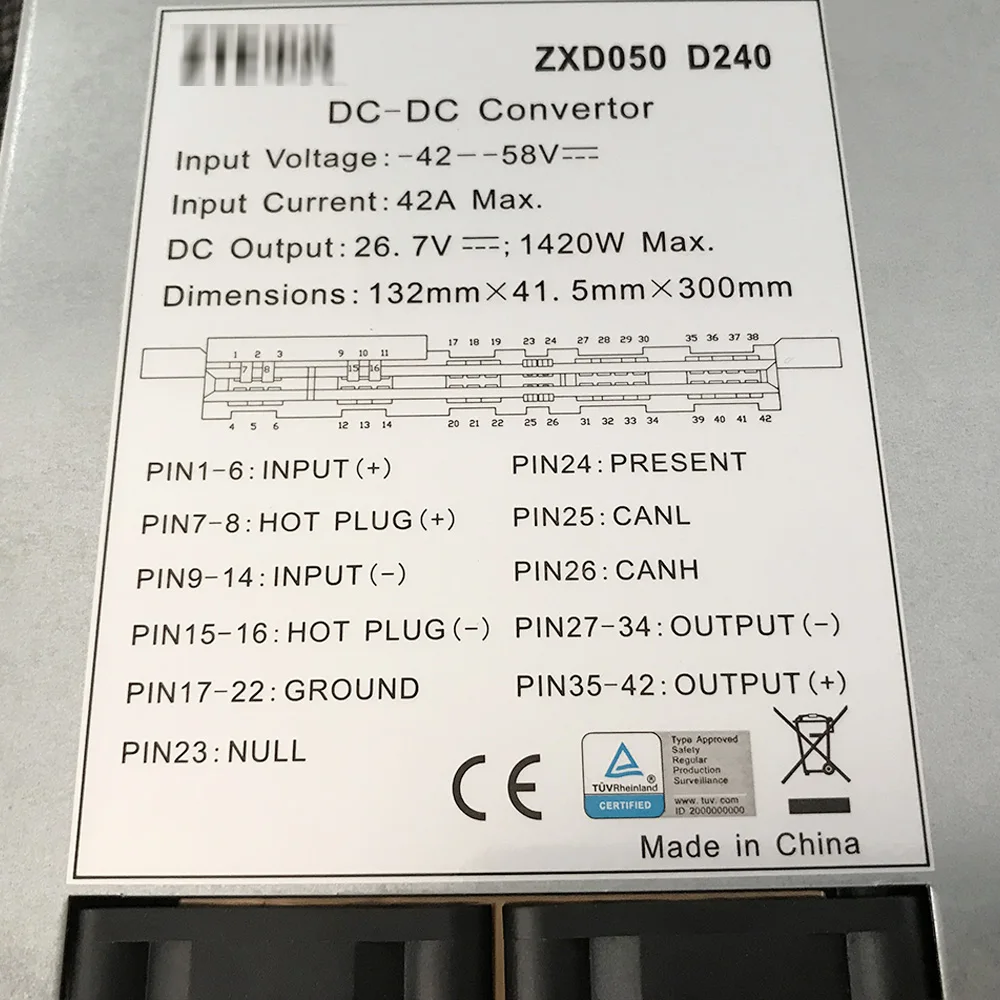 ZXD050 D240
DC-DC Convertor
Input Voltage:-42--58V
Input Current:42A Max.
DC Output:26.7V ;1420W Max.
Dimensions:132mm×41.5mm×300mm
17 18 19 23 24 27 28 29 30 35 36 37 38
1 2 3 9 10 11
7 8 15 16
4 5 6 12 13 14 20 21 22 25 26 31 32 33 34 39 40 41 42
PIN1-6:INPUT(+)
PIN7-8:HOT PLUG(+)
PIN9-14:INPUT(-)
PIN15-16:HOT PLUG(-)
PIN17-22:GROUND
PIN23:NULL
PIN24:PRESENT
PIN25:CANL
PIN26:CANH
PIN27-34:OUTPUT(-)
PIN35-42:OUTPUT(+)
CE
TÜVRheinland®
CERTIFIED
Type Approved
Safety
Regular
Production
Surveillance
www.tuv.com
ID 2000000000
Made in China